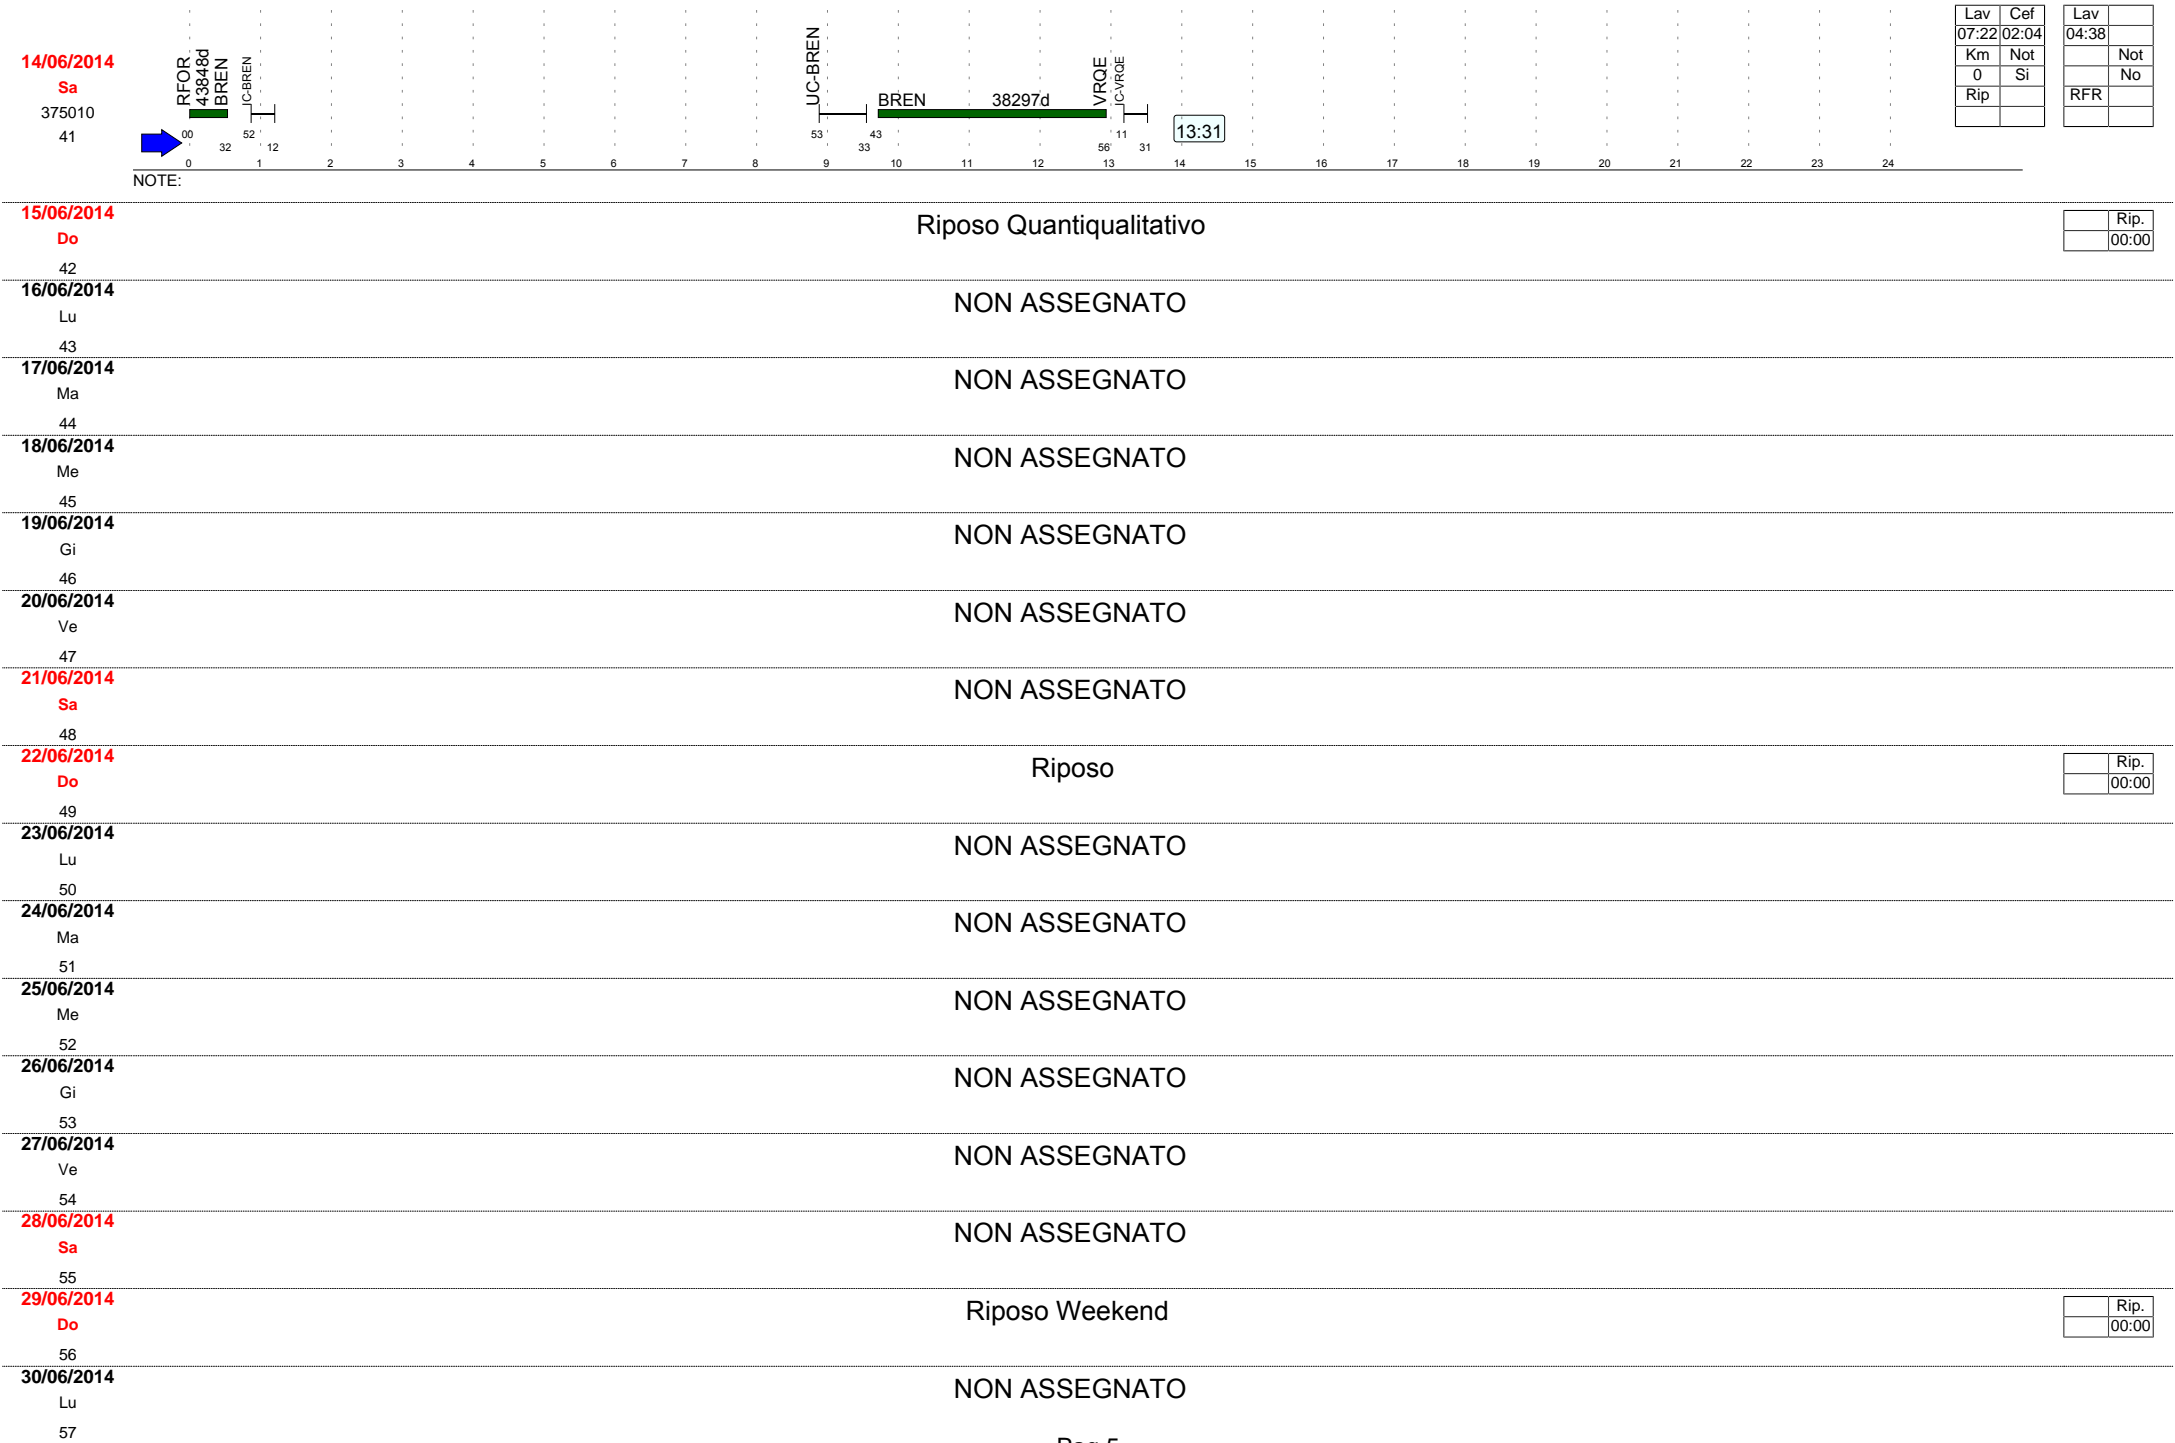 14/06/2014
Sa
375010
41
RFOR
43848d
BREN
IC-BREN
00
32
52
12
UC-BREN
53
33
BREN 38297d
43
VRQE
IC-VRQE
56
11
31
13:31
0 1 2 3 4 5 6 7 8 9 10 11 12 13 14 15 16 17 18 19 20 21 22 23 24
Lav Cef
07:22 02:04
Km Not
0 Si
Rip
Lav
04:38
Not
No
RFR
NOTE:
15/06/2014
Do
42
Riposo Quantiqualitativo
Rip.
00:00
16/06/2014
Lu
43
NON ASSEGNATO
17/06/2014
Ma
44
NON ASSEGNATO
18/06/2014
Me
45
NON ASSEGNATO
19/06/2014
Gi
46
NON ASSEGNATO
20/06/2014
Ve
47
NON ASSEGNATO
21/06/2014
Sa
48
NON ASSEGNATO
22/06/2014
Do
49
Riposo
Rip.
00:00
23/06/2014
Lu
50
NON ASSEGNATO
24/06/2014
Ma
51
NON ASSEGNATO
25/06/2014
Me
52
NON ASSEGNATO
26/06/2014
Gi
53
NON ASSEGNATO
27/06/2014
Ve
54
NON ASSEGNATO
28/06/2014
Sa
55
NON ASSEGNATO
29/06/2014
Do
56
Riposo Weekend
Rip.
00:00
30/06/2014
Lu
57
NON ASSEGNATO
Pag.5